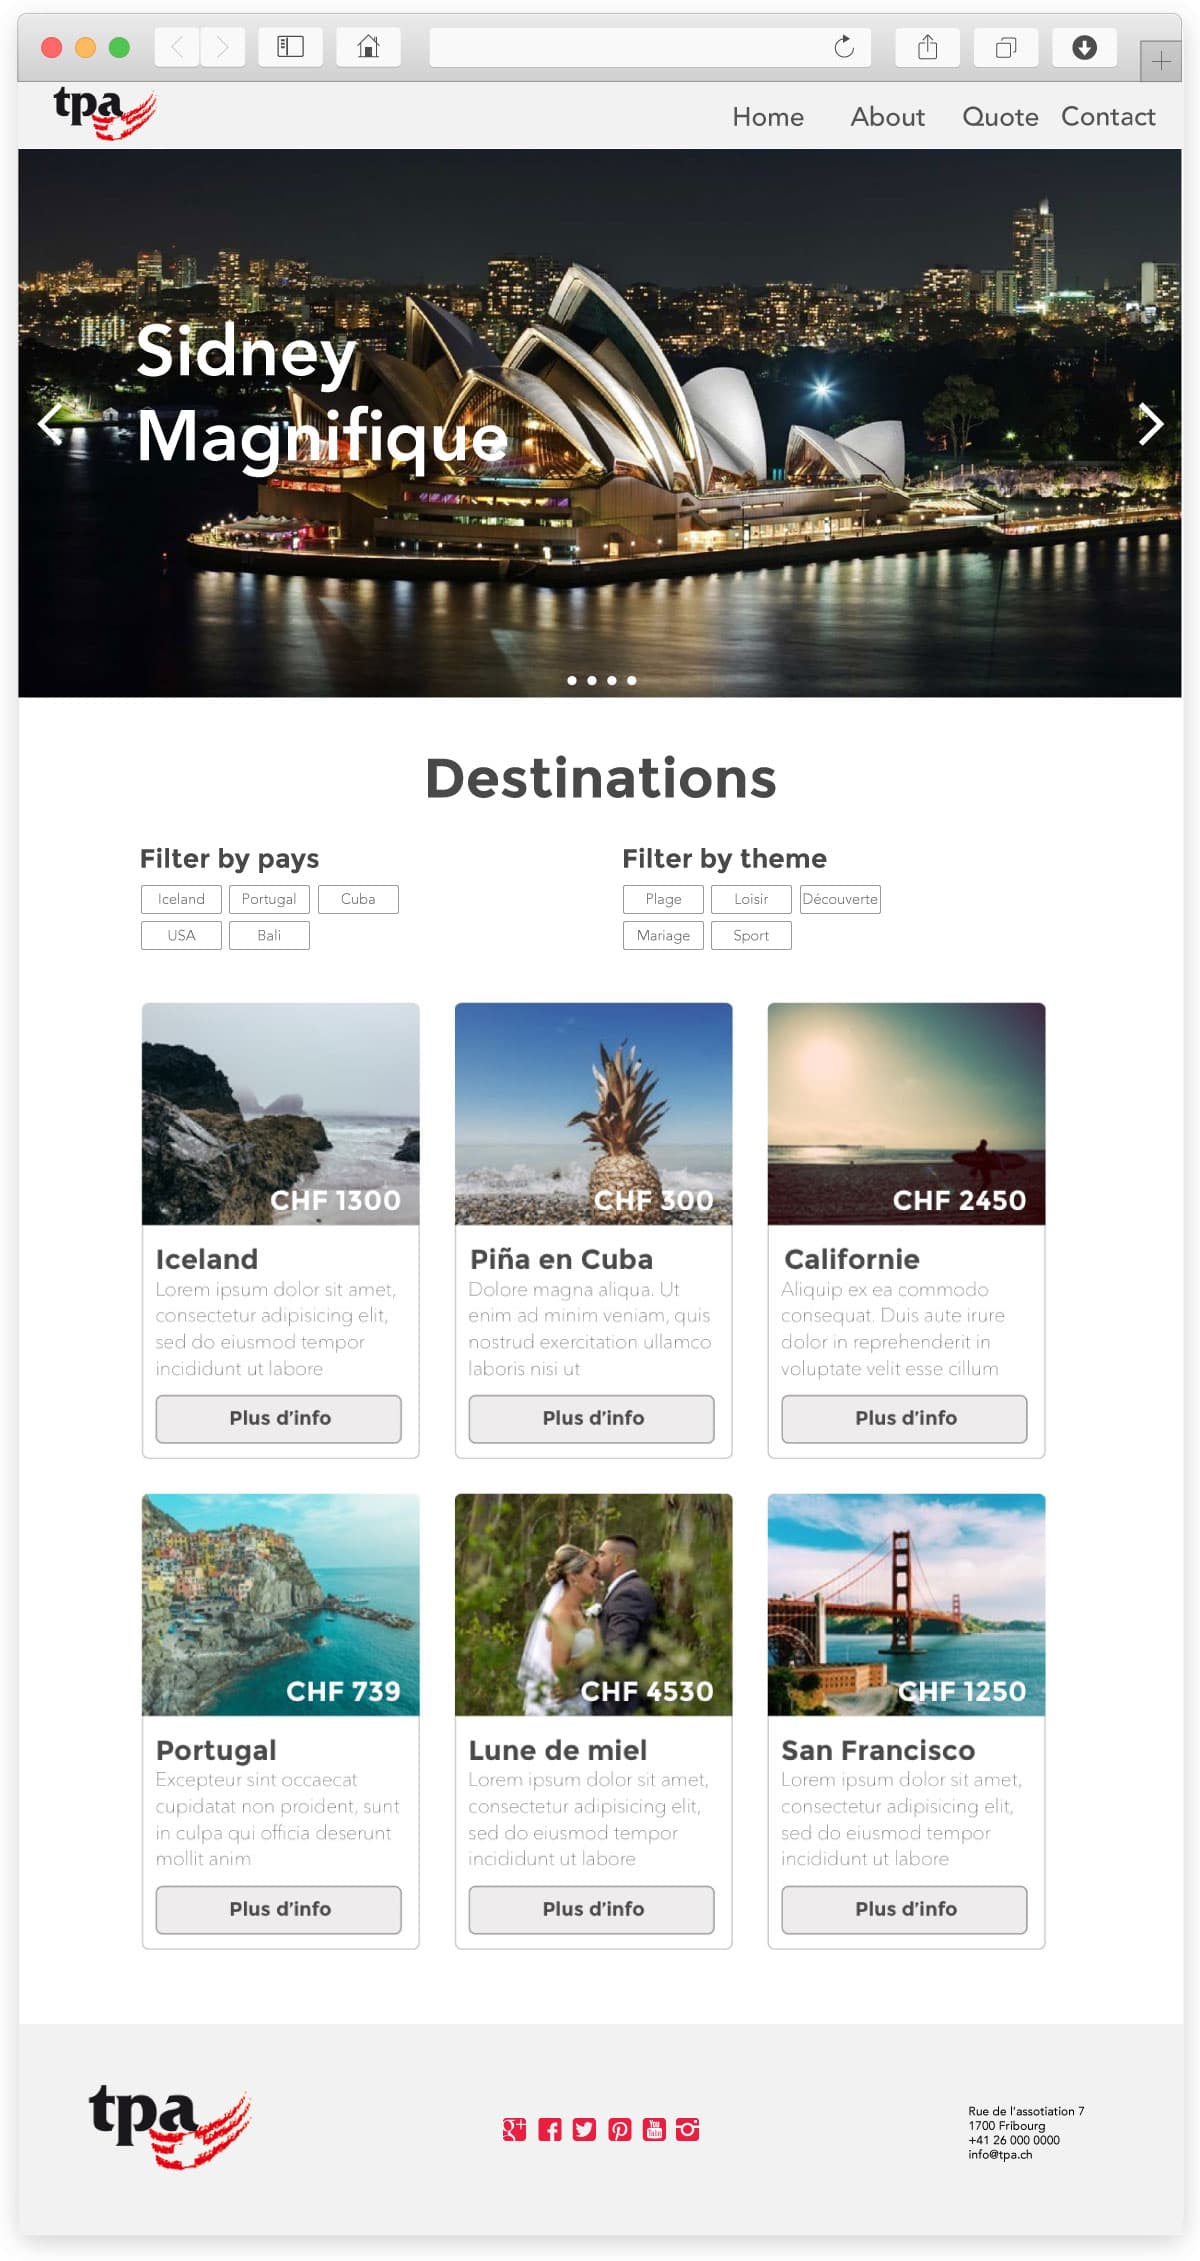 tpa
Home About Quote Contact
Sidney
Magnifique
Destinations
Filter by pays
Iceland Portugal Cuba
USA Bali
Filter by theme
Plage Loisir Découverte
Mariage Sport
CHF 1300
Iceland
Lorem ipsum dolor sit amet,
consectetur adipisicing elit,
sed do eiusmod tempor
incididunt ut labore
Plus d'info
CHF 300
Piña en Cuba
Dolore magna aliqua. Ut
enim ad minim veniam, quis
nostrud exercitation ullamco
laboris nisi ut
Plus d'info
CHF 2450
Californie
Aliquip ex ea commodo
consequat. Duis aute irure
dolor in reprehenderit in
voluptate velit esse cillum
Plus d'info
CHF 739
Portugal
Excepteur sint occaecat
cupidatat non proident, sunt
in culpa qui officia deserunt
mollit anim
Plus d'info
CHF 4530
Lune de miel
Lorem ipsum dolor sit amet,
consectetur adipisicing elit,
sed do eiusmod tempor
incididunt ut labore
Plus d'info
CHF 1250
San Francisco
Lorem ipsum dolor sit amet,
consectetur adipisicing elit,
sed do eiusmod tempor
incididunt ut labore
Plus d'info
tpa
You Tube
Rue de l'assotiation 7
1700 Fribourg
+41 26 000 0000
info@tpa.ch